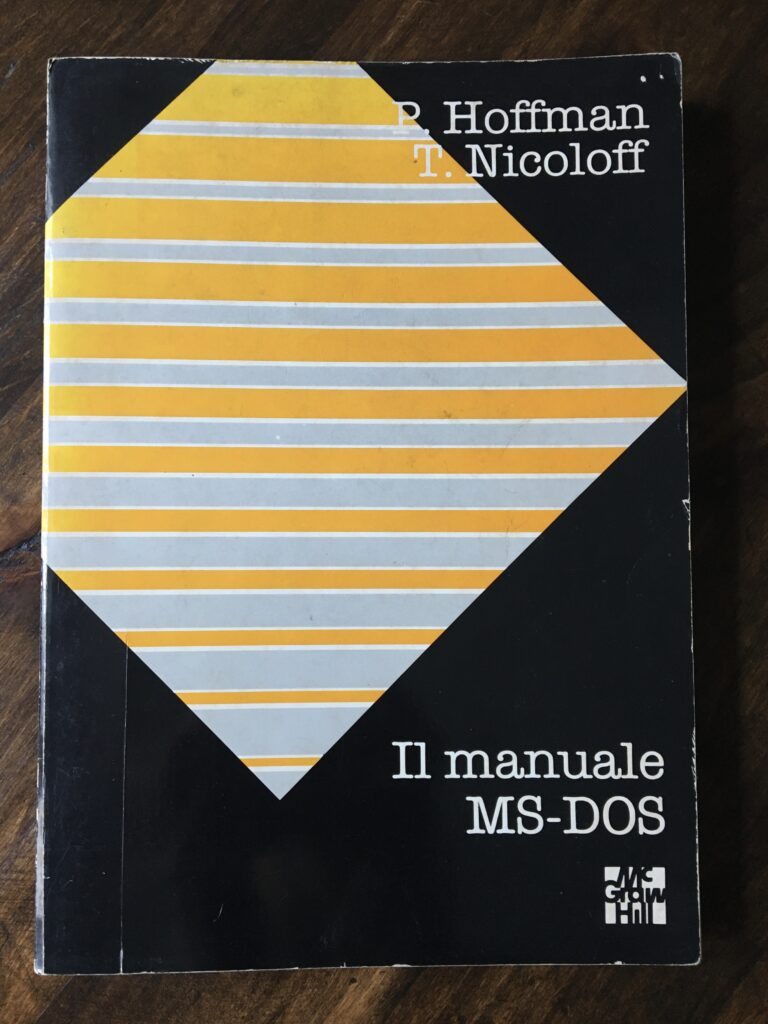 P. Hoffman
T. Nicoloff
Il manuale
MS-DOS
Mc
Graw
Hill